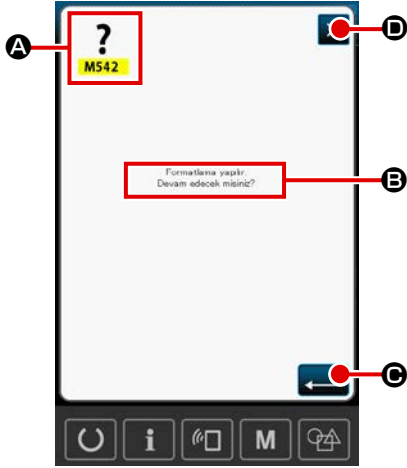 A
?
M542
D
X
Formatlama yapılır.
Devam edecek misiniz?
B
C
i
M